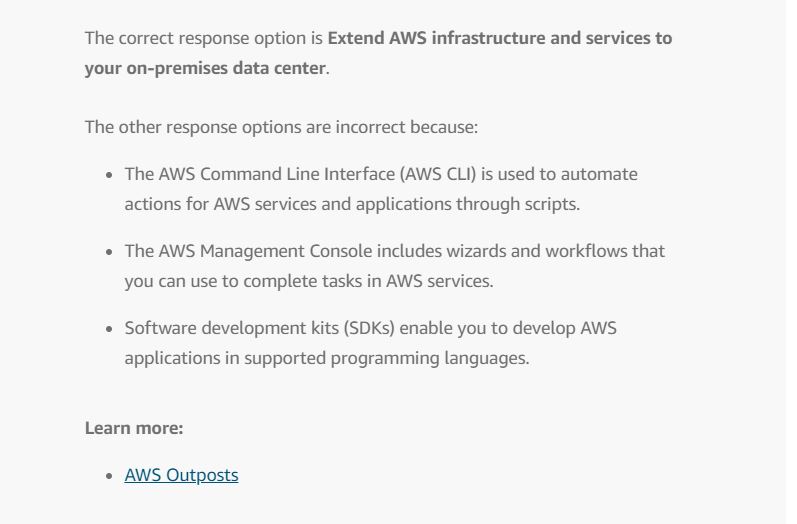 The correct response option is Extend AWS infrastructure and services to
your on-premises data center.
The other response options are incorrect because:
• The AWS Command Line Interface (AWS CLI) is used to automate
actions for AWS services and applications through scripts.
• The AWS Management Console includes wizards and workflows that
you can use to complete tasks in AWS services.
• Software development kits (SDKs) enable you to develop AWS
applications in supported programming languages.
Learn more:
• AWS Outposts